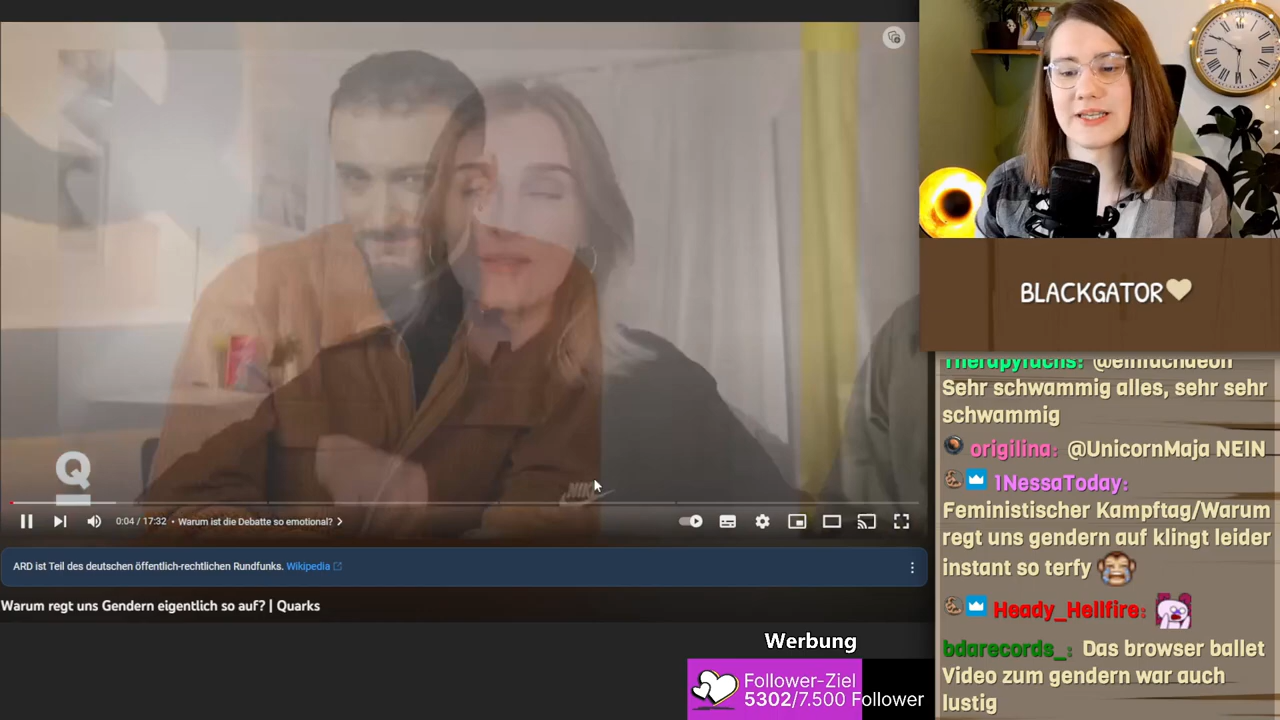 Q
NIKE
0:04 / 17:32 • Warum ist die Debatte so emotional?
ARD ist Teil des deutschen öffentlich-rechtlichen Rundfunks. Wikipedia
Warum regt uns Gendern eigentlich so auf? | Quarks
Werbung
Follower-Ziel
5302/7.500 Follower
BLACKGATOR
Therapyfuchs: @einfachdeon
Sehr schwammig alles, sehr sehr
schwammig
origilina: @UnicornMaja NEIN
1NessaToday:
Feministischer Kampftag/Warum
regt uns gendern auf klingt leider
instant so terfy
Heady_Hellfire:
bdarecords_: Das browser ballet
Video zum gendern war auch
lustig